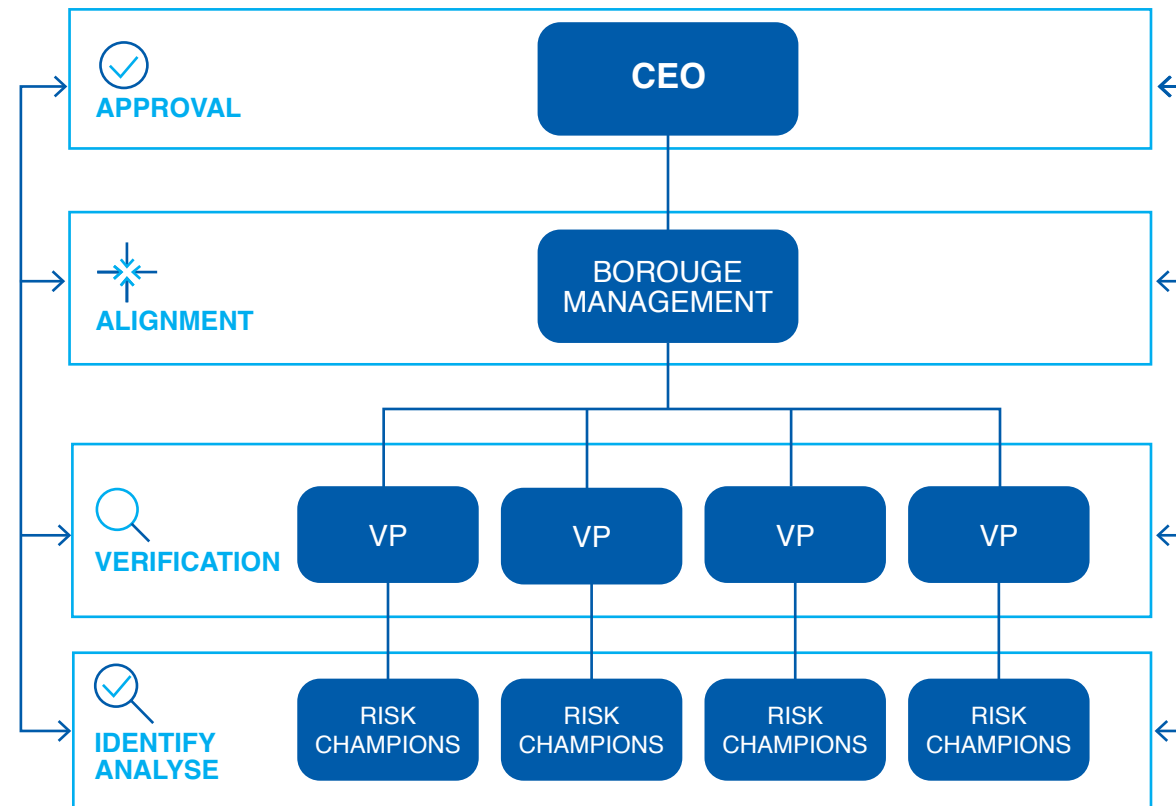 CEO
APPROVAL
BOROUGE
MANAGEMENT
ALIGNMENT
VP VP VP VP
VERIFICATION
RISK
CHAMPIONS
RISK
CHAMPIONS
RISK
CHAMPIONS
RISK
CHAMPIONS
IDENTIFY
ANALYSE